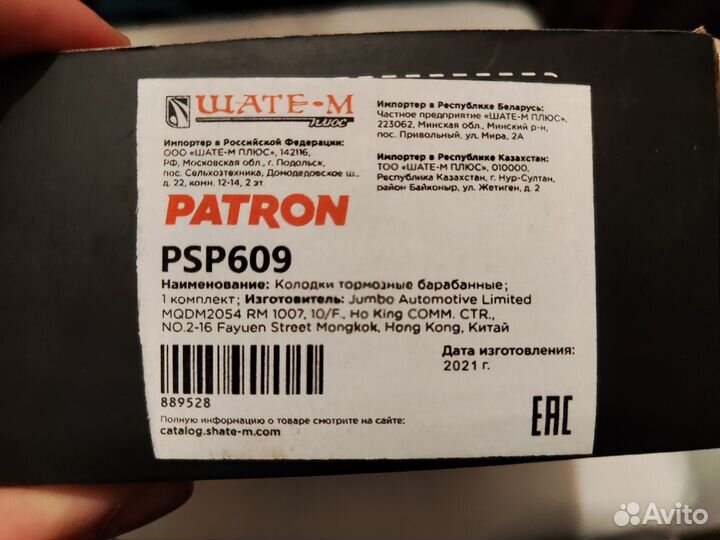 ШАТЕ-М
ПЛЮС
Импортер в Российской Федерации:
ООО «ШАТЕ-М ПЛЮС», 142116,
РФ, Московская обл., г. Подольск,
пос. Сельхозтехника, Домодедовское ш.,
д. 22, комн. 12-14, 2 эт.
Импортер в Республике Беларусь:
Частное предприятие «ШАТЕ-М ПЛЮС»,
223062, Минская обл., Минский р-н,
пос. Привольный, ул. Мира, 2А
Импортер в Республике Казахстан:
ТОО «ШАТЕ-М ПЛЮС», 010000,
Республика Казахстан, г. Нур-Султан,
район Байконыр, ул. Жетиген, д. 2
PATRON
PSP609
Наименование: Колодки тормозные барабанные;
1 комплект; Изготовитель: Jumbo Automotive Limited
MQDM2054 RM 1007, 10/F., Ho King COMM. CTR.,
NO.2-16 Fayuen Street Mongkok, Hong Kong, Китай
Дата изготовления:
2021 г.
889528
Полную информацию о товаре смотрите на сайте:
catalog.shate-m.com
EAC
Avito